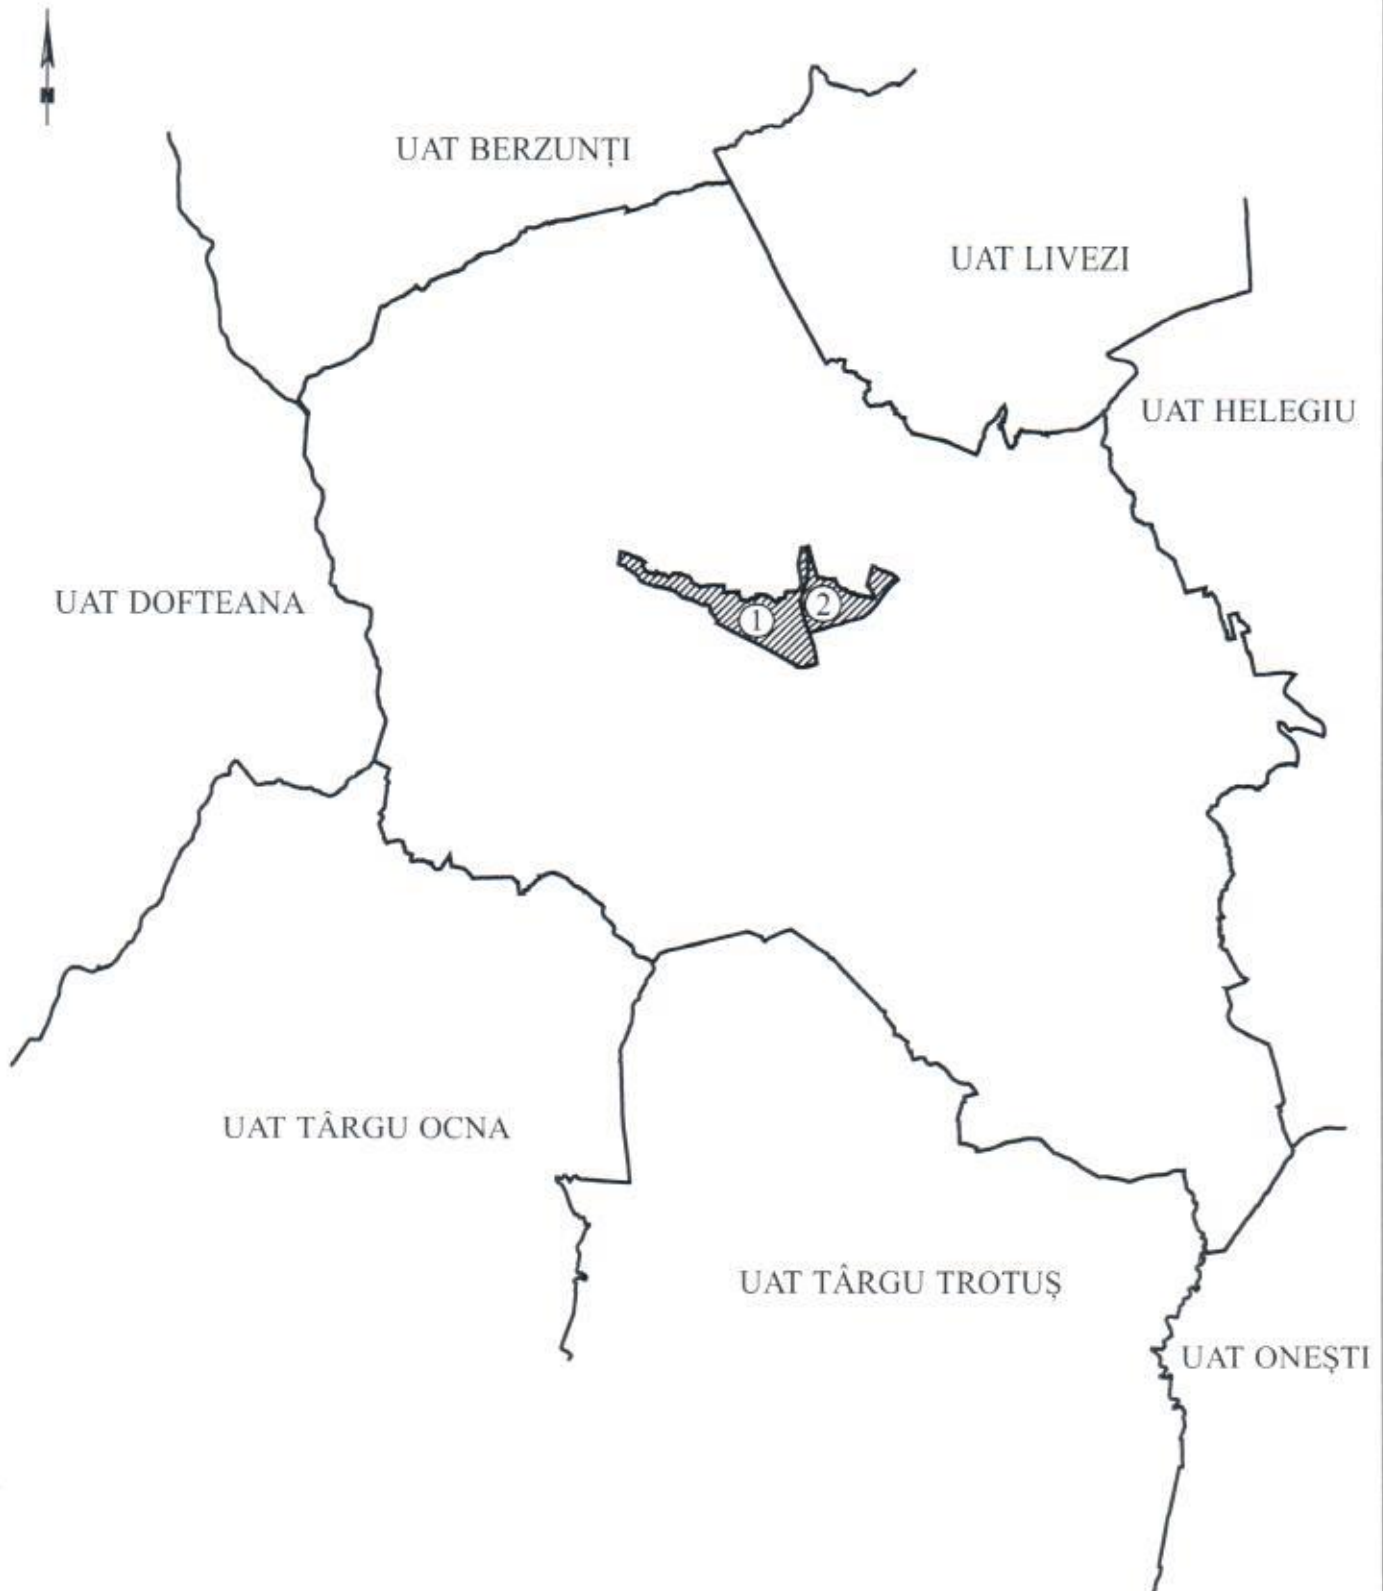 N
UAT BERZUNȚI
UAT LIVEZI
UAT HELEGIU
UAT DOFTEANA
1
2
UAT TÂRGU OCNA
UAT TÂRGU TROTUȘ
UAT ONEȘTI